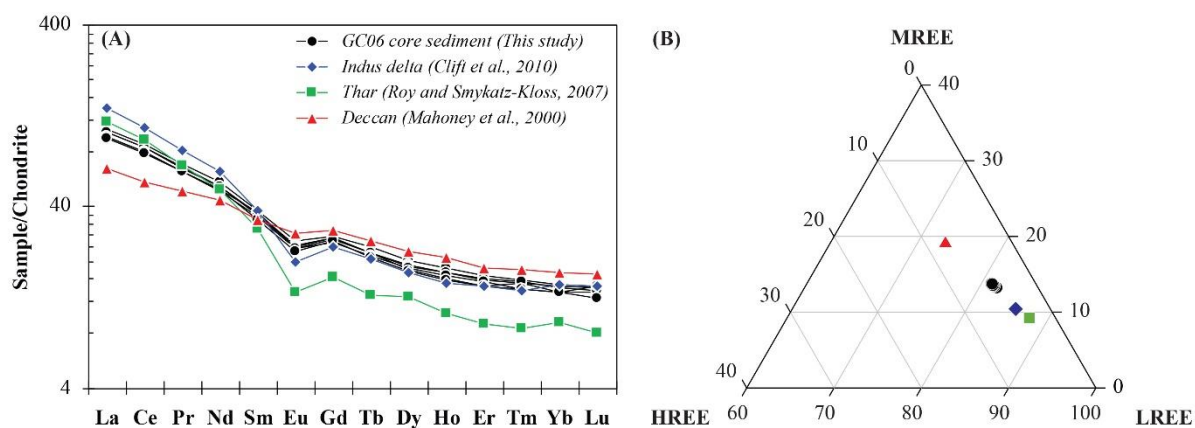 (A)
GC06 core sediment (This study)
Indus delta (Clift et al., 2010)
Thar (Roy and Smykatz-Kloss, 2007)
Deccan (Mahoney et al., 2000)
Sample/Chondrite
400
40
4
La Ce Pr Nd Sm Eu Gd Tb Dy Ho Er Tm Yb Lu
(B)
MREE
0 40
10 30
20 20
30 10
40 0
60 70 80 90 100
HREE LREE